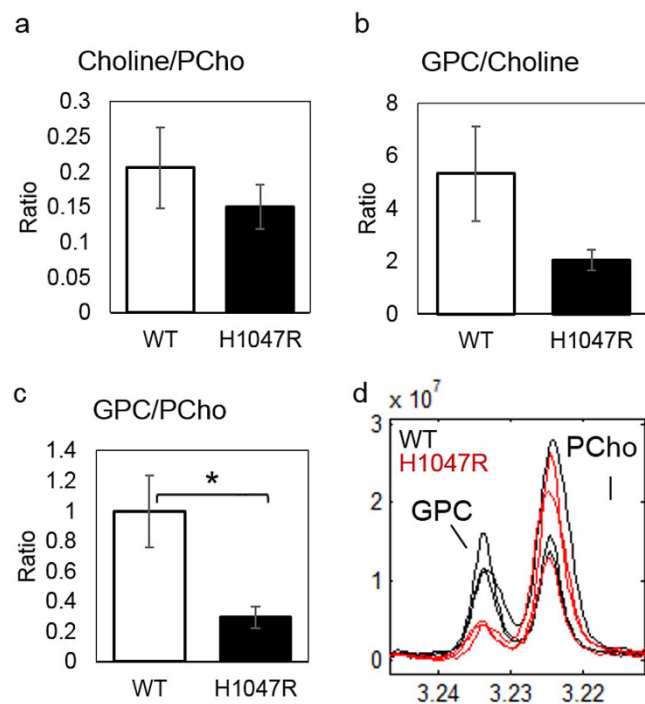 a
Choline/PCho
0.3
0.25
0.2
0.15
0.1
0.05
0
Ratio
WT H1047R
b
GPC/Choline
8
6
4
2
0
Ratio
WT H1047R
c
GPC/PCho
1.4
1.2
1
0.8
0.6
0.4
0.2
0
Ratio
*
WT H1047R
d
x 10^7
3
2
1
0
WT
H1047R
PCho
GPC
3.24 3.23 3.22